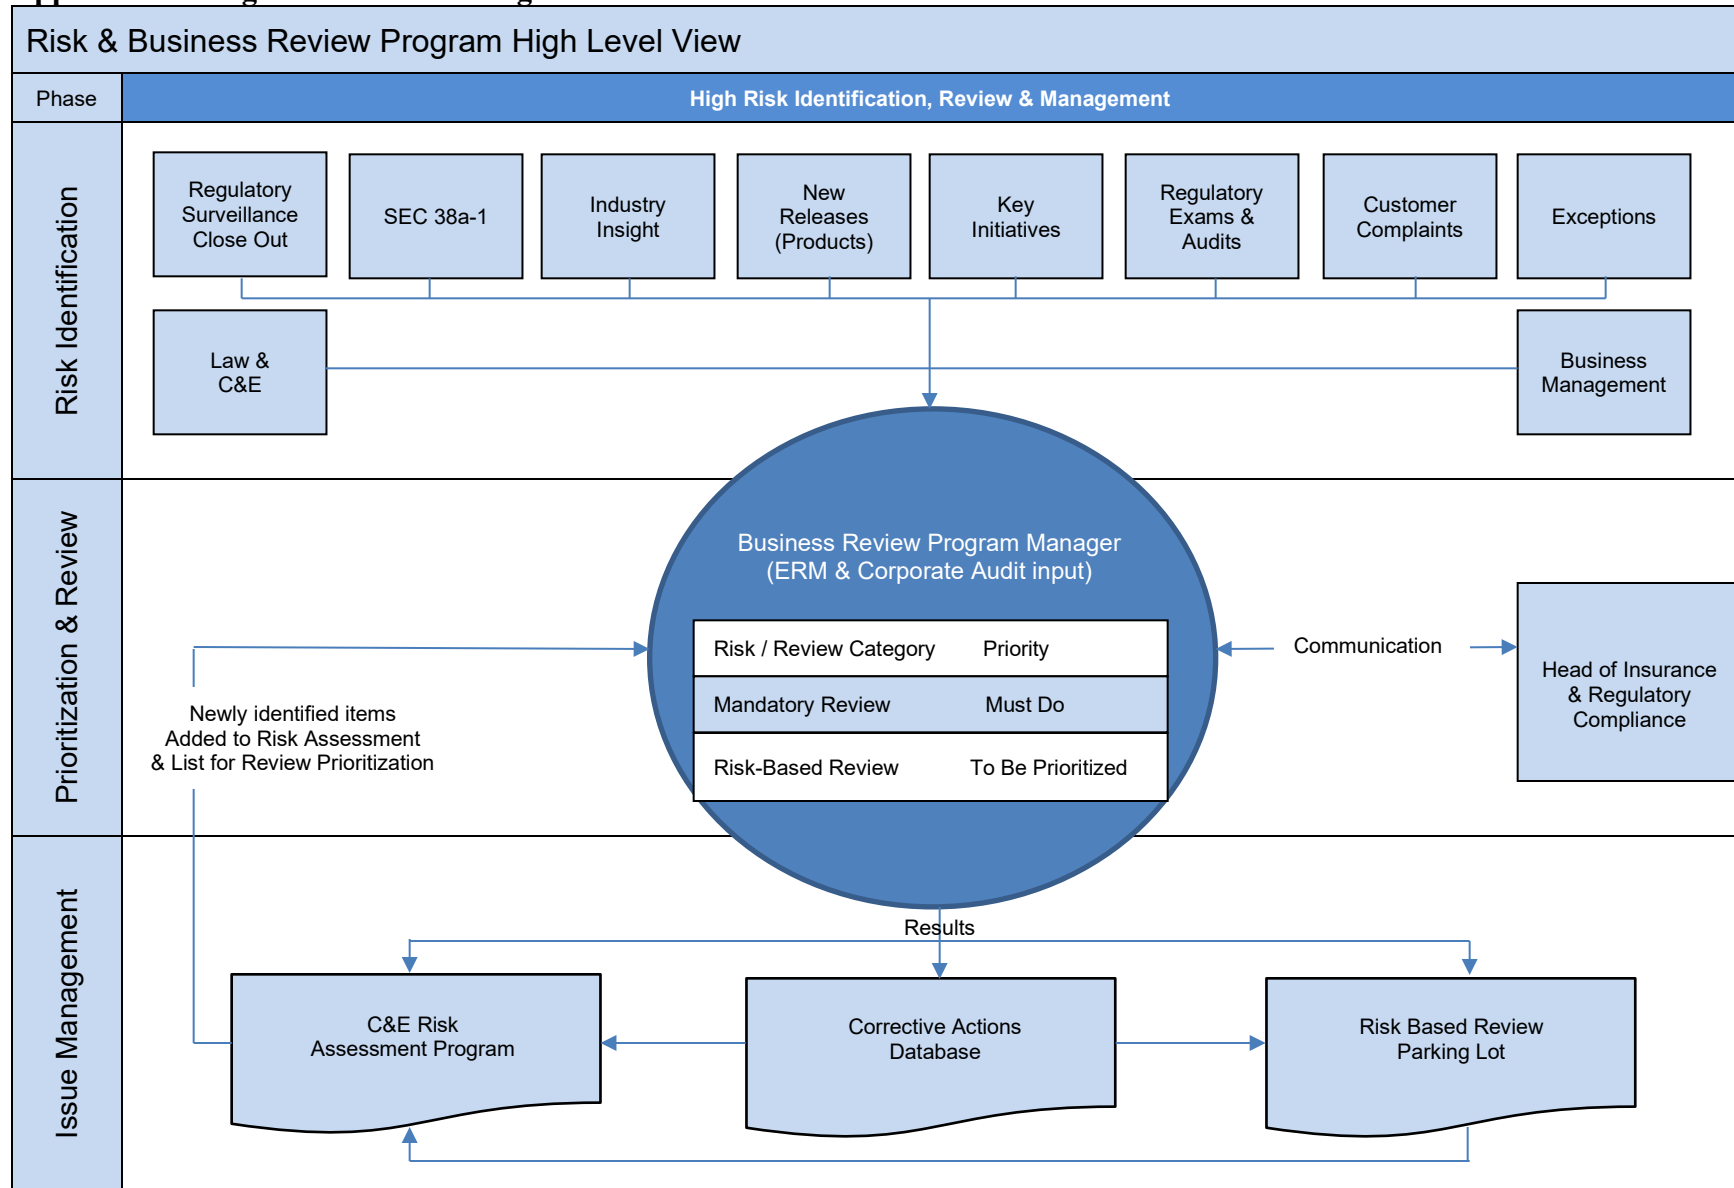 Risk & Business Review Program High Level View
Phase
High Risk Identification, Review & Management
Risk Identification
Regulatory
Surveillance
Close Out
SEC 38a-1
Industry
Insight
New
Releases
(Products)
Key
Initiatives
Regulatory
Exams &
Audits
Customer
Complaints
Exceptions
Law &
C&E
Business
Management
Prioritization & Review
Business Review Program Manager
(ERM & Corporate Audit input)
Risk / Review Category Priority
Mandatory Review Must Do
Risk-Based Review To Be Prioritized
Communication
Head of Insurance
& Regulatory
Compliance
Newly identified items
Added to Risk Assessment
& List for Review Prioritization
Issue Management
Results
C&E Risk
Assessment Program
Corrective Actions
Database
Risk Based Review
Parking Lot